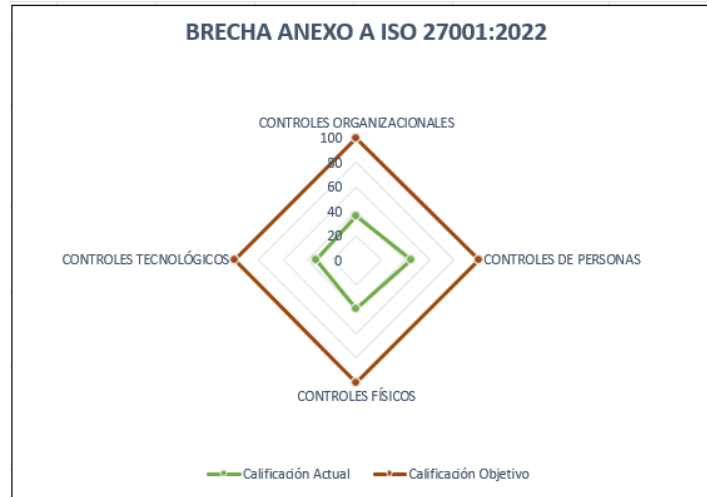 BRECHA ANEXO A ISO 27001:2022
CONTROLES ORGANIZACIONALES
100
80
60
40
20
0
CONTROLES TECNOLÓGICOS
CONTROLES DE PERSONAS
CONTROLES FÍSICOS
Calificación Actual
Calificación Objetivo